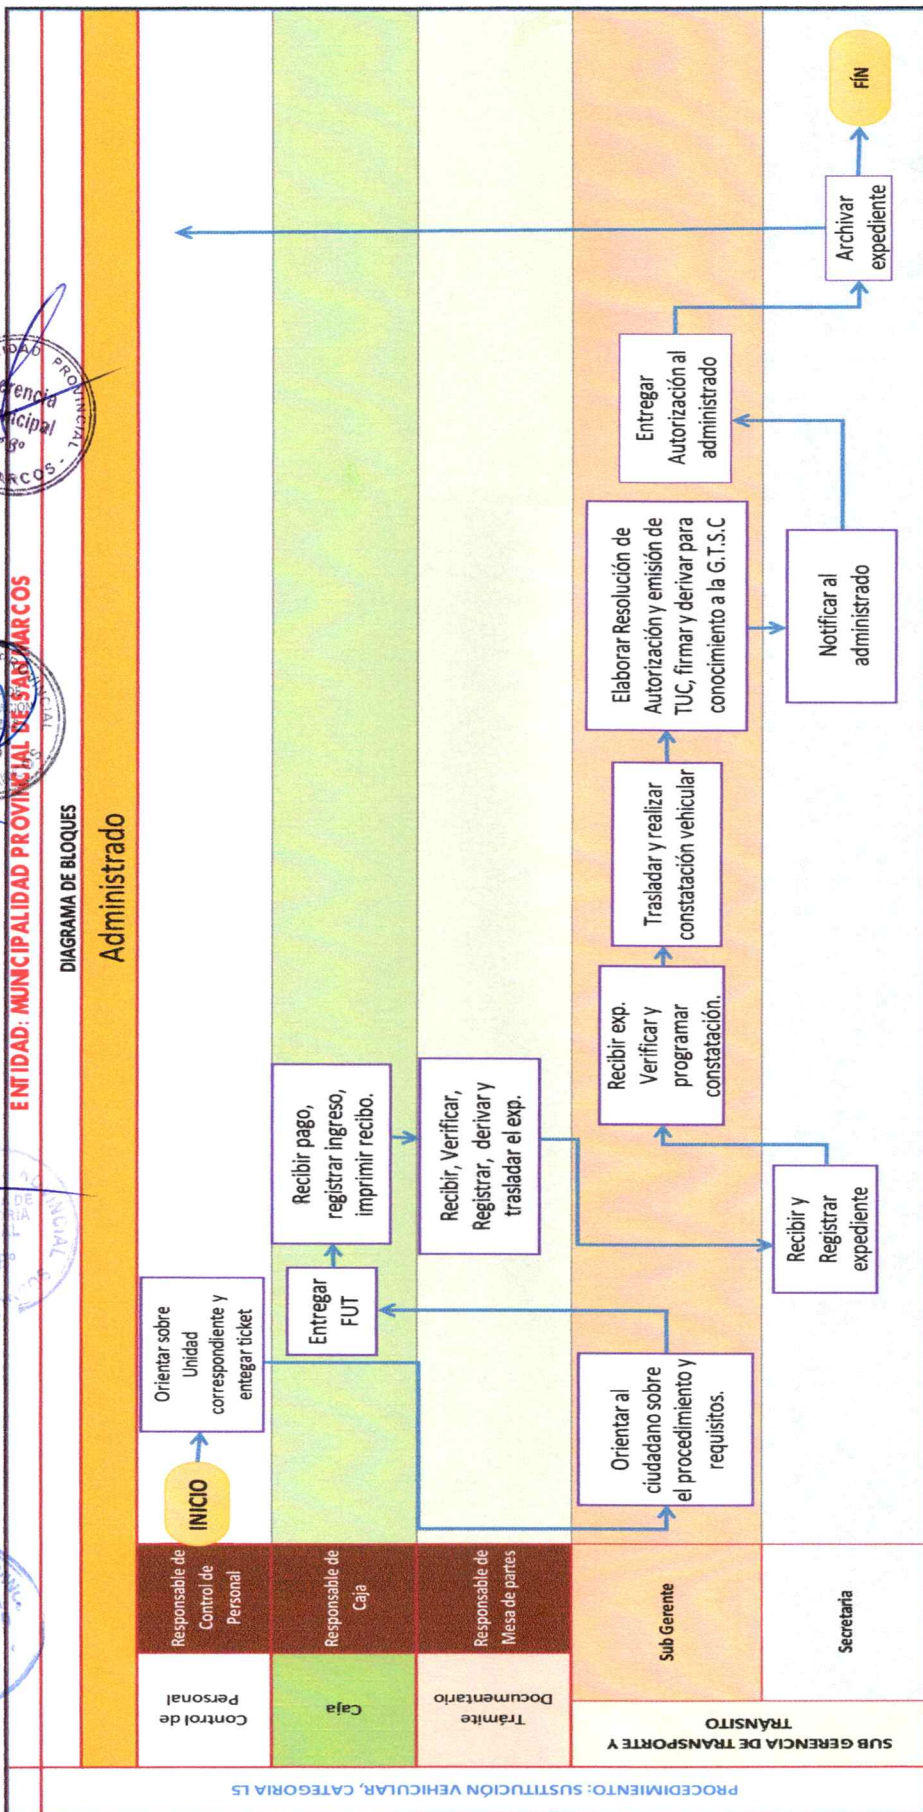 ENTIDAD: MUNICIPALIDAD PROVINCIAL DE SAN MARCOS
DIAGRAMA DE BLOQUES
Administrado
PROCEDIMIENTO: SUSTITUCIÓN VEHICULAR, CATEGORIA L5
Control de
Personal
Responsable de
Control de
Personal
INICIO
Orientar sobre
Unidad
correspondiente y
entegar ticket
Caja
Responsable de
Caja
Entregar
FUT
Recibir pago,
registrar ingreso,
imprimir recibo.
Trámite
Documentario
Responsable de
Mesa de partes
Recibir, Verificar,
Registrar, derivar y
trasladar el exp.
SUB GERENCIA DE TRANSPORTE Y
TRÁNSITO
Sub Gerente
Orientar al
ciudadano sobre
el procedimiento y
requisitos.
Recibir exp.
Verificar y
programar
constatación.
Trasladar y realizar
constatación vehicular
Elaborar Resolución de
Autorización y emisión de
TUC, firmar y derivar para
conocimiento a la G.T.S.C
Entregar
Autorización al
administrado
Secretaria
Recibir y
Registrar
expediente
Notificar al
administrado
Archivar
expediente
FÍN
PROVINCIAL